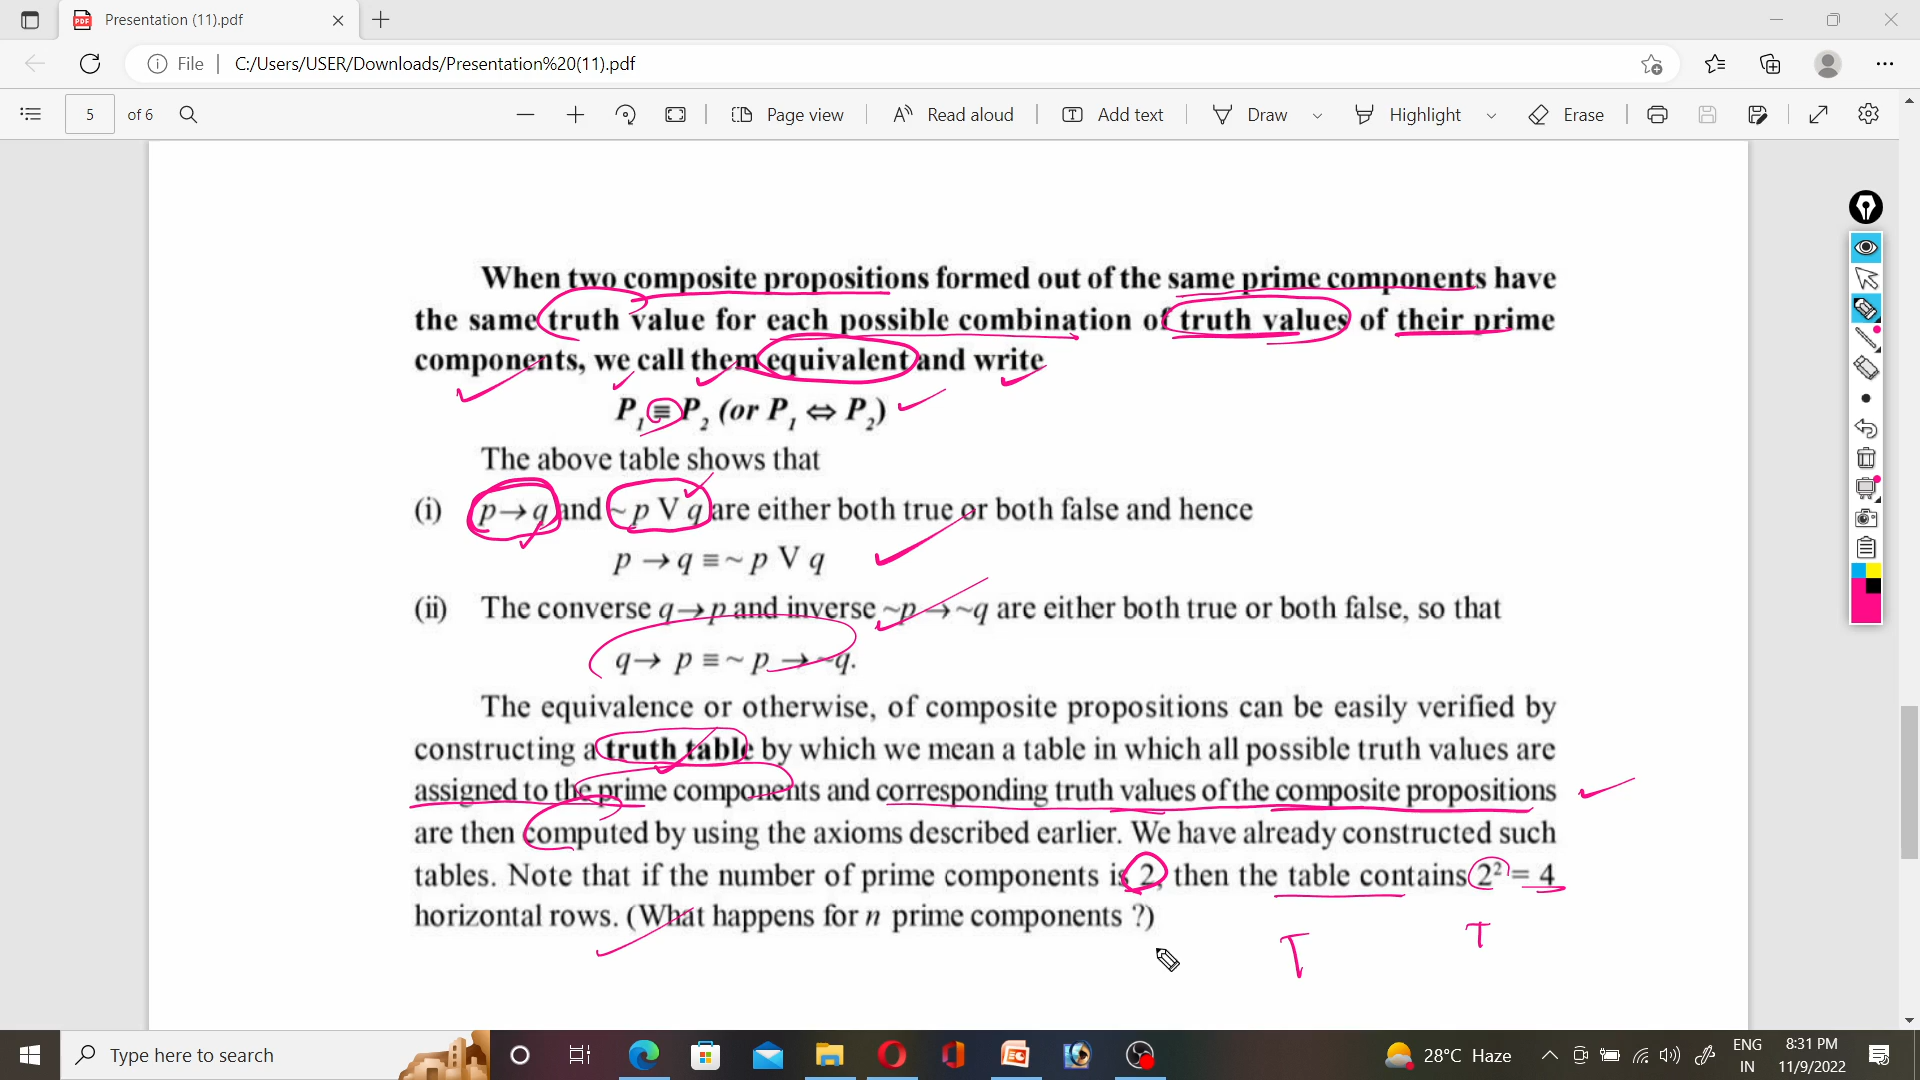 Presentation (11).pdf
File
C:/Users/USER/Downloads/Presentation%20(11).pdf
5 of 6
Page view
Read aloud
Add text
Draw
Highlight
Erase
When two composite propositions formed out of the same prime components have
the same truth value for each possible combination of truth values of their prime
components, we call them equivalent and write
P₁ ≡ P₂ (or P₁ ⇔ P₂)
The above table shows that
(i) p → q and ~ p V q are either both true or both false and hence
p → q ≡ ~ p V q
(ii) The converse q → p and inverse ~p → ~q are either both true or both false, so that
q → p ≡ ~ p → ~q.
The equivalence or otherwise, of composite propositions can be easily verified by
constructing a truth table by which we mean a table in which all possible truth values are
assigned to the prime components and corresponding truth values of the composite propositions
are then computed by using the axioms described earlier. We have already constructed such
tables. Note that if the number of prime components is 2, then the table contains 2² = 4
horizontal rows. (What happens for n prime components ?)
T T
Type here to search
28°C Haze
ENG
IN
8:31 PM
11/9/2022